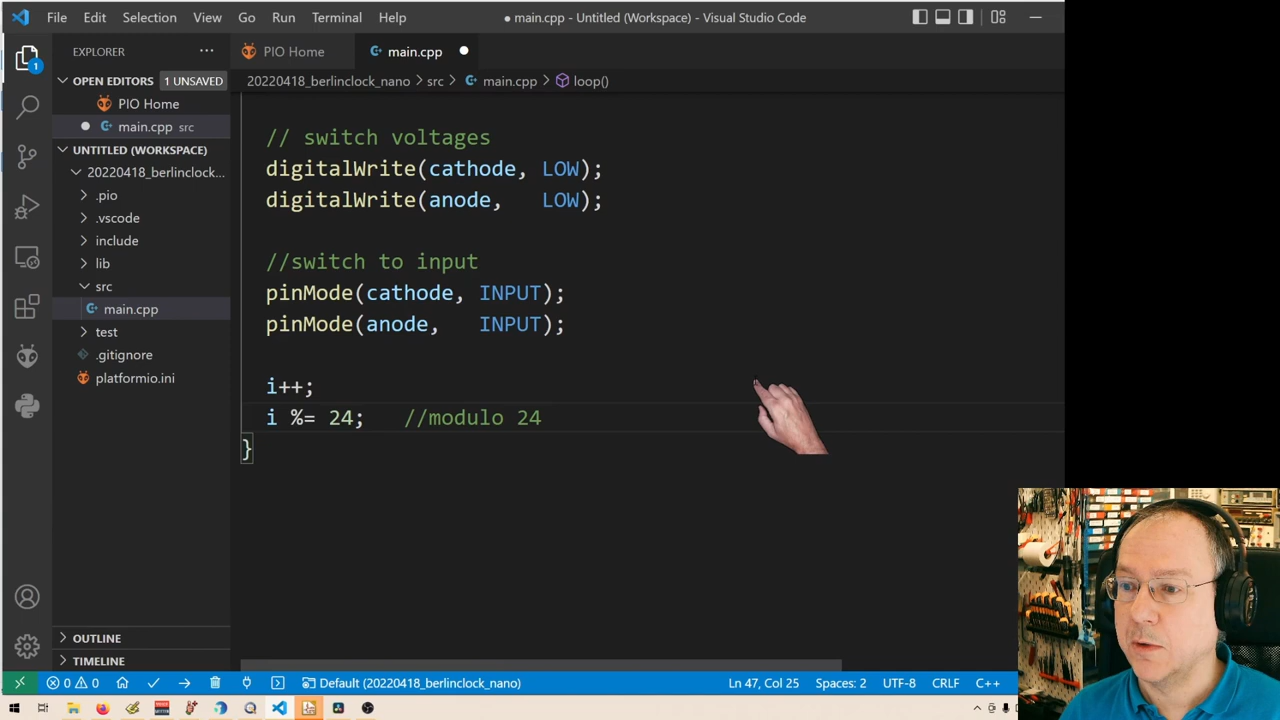 File Edit Selection View Go Run Terminal Help
● main.cpp - Untitled (Workspace) - Visual Studio Code
EXPLORER ···
OPEN EDITORS 1 UNSAVED
PIO Home
main.cpp src
UNTITLED (WORKSPACE)
20220418_berlinclock...
.pio
.vscode
include
lib
src
main.cpp
test
.gitignore
platformio.ini
OUTLINE
TIMELINE
1
PIO Home main.cpp
20220418_berlinclock_nano > src > main.cpp > loop()
// switch voltages
digitalWrite(cathode, LOW);
digitalWrite(anode,   LOW);
//switch to input
pinMode(cathode, INPUT);
pinMode(anode,   INPUT);
i++;
i %= 24;   //modulo 24
}
0 0 Default (20220418_berlinclock_nano) Ln 47, Col 25 Spaces: 2 UTF-8 CRLF C++